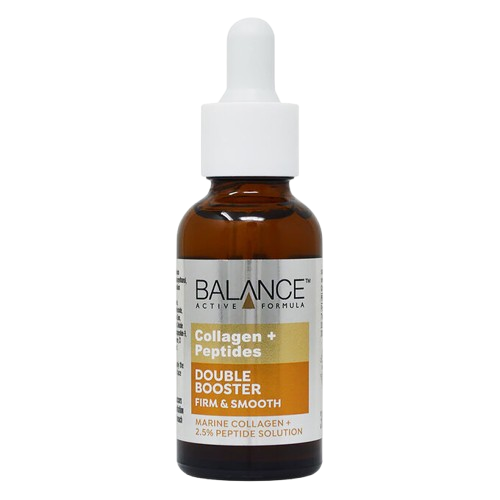 BALANCE™
ACTIVE FORMULA
Collagen +
Peptides
DOUBLE
BOOSTER
FIRM & SMOOTH
MARINE COLLAGEN +
2.5% PEPTIDE SOLUTION